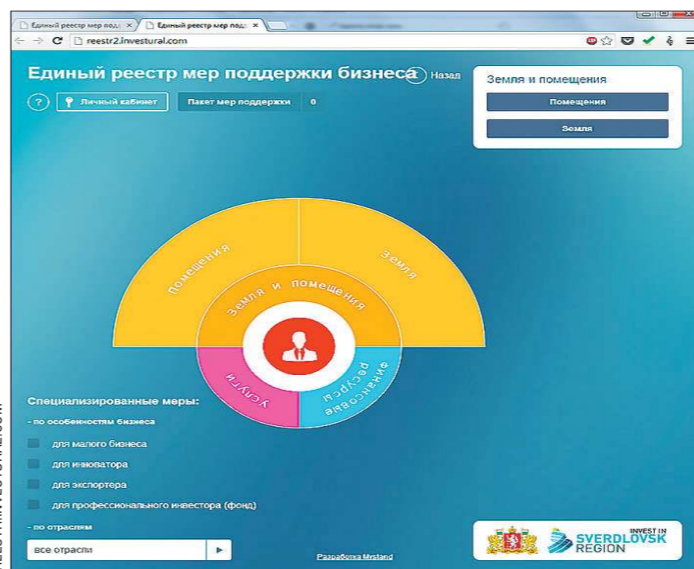 Единый реестр мер под
Единый реестр мер под
reestr2.investural.com
Единый реестр мер поддержки бизнеса
Назад
? Личный кабинет Пакет мер поддержки 0
Земля и помещения
Помещения
Земля
Помещения
Земля
Земля и помещения
Услуги
Финансовые ресурсы
Специализированные меры:
- по особенностям бизнеса
для малого бизнеса
для инноватора
для экспортера
для профессионального инвестора (фонд)
- по отраслям
все отрасли
Разработка Mrstand
INVEST IN
SVERDLOVSK
REGION